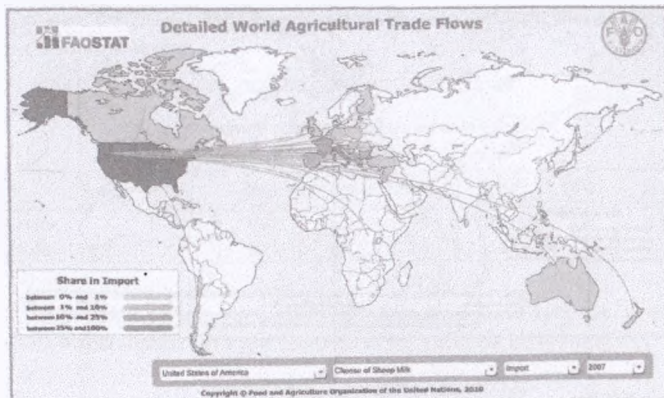 Detailed World Agricultural Trade Flows
FAOSTAT
Share in Import
between 0% and 1%
between 1% and 10%
between 10% and 25%
between 25% and 100%
United States of America
Cheese of Sheep Milk
Import
2007
Copyright © Food and Agriculture Organization of the United Nations, 2010